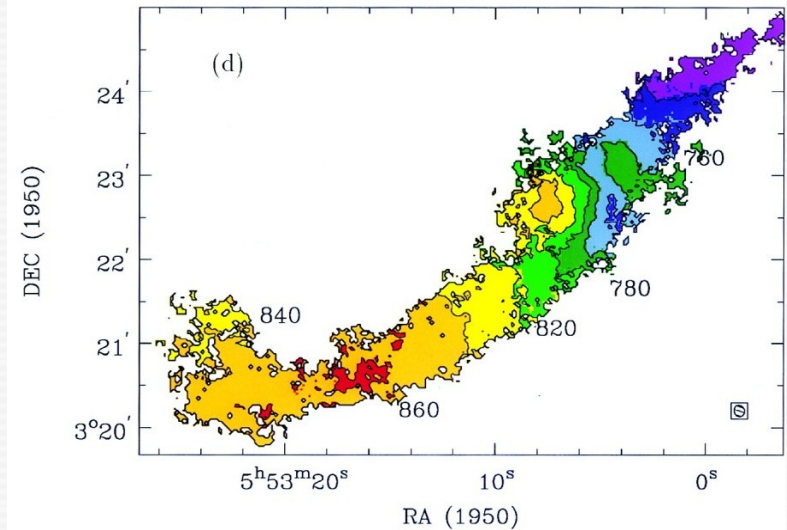 (d)
24′
23′
22′
21′
3°20′
DEC (1950)
760
780
820
840
860
5ʰ53ᵐ20ˢ
10ˢ
0ˢ
RA (1950)